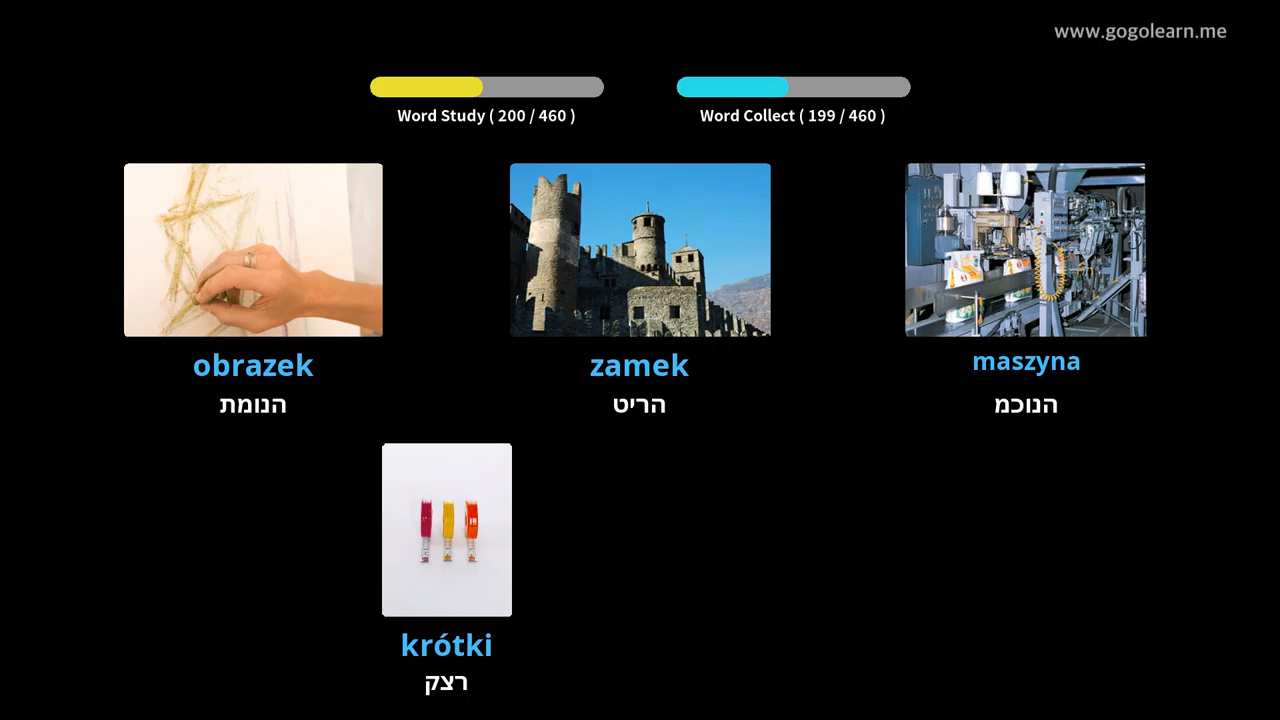 www.gogolearn.me
Word Study ( 200 / 460 )
Word Collect ( 199 / 460 )
obrazek
הנומת
zamek
הריט
maszyna
הנוכמ
krótki
רצק